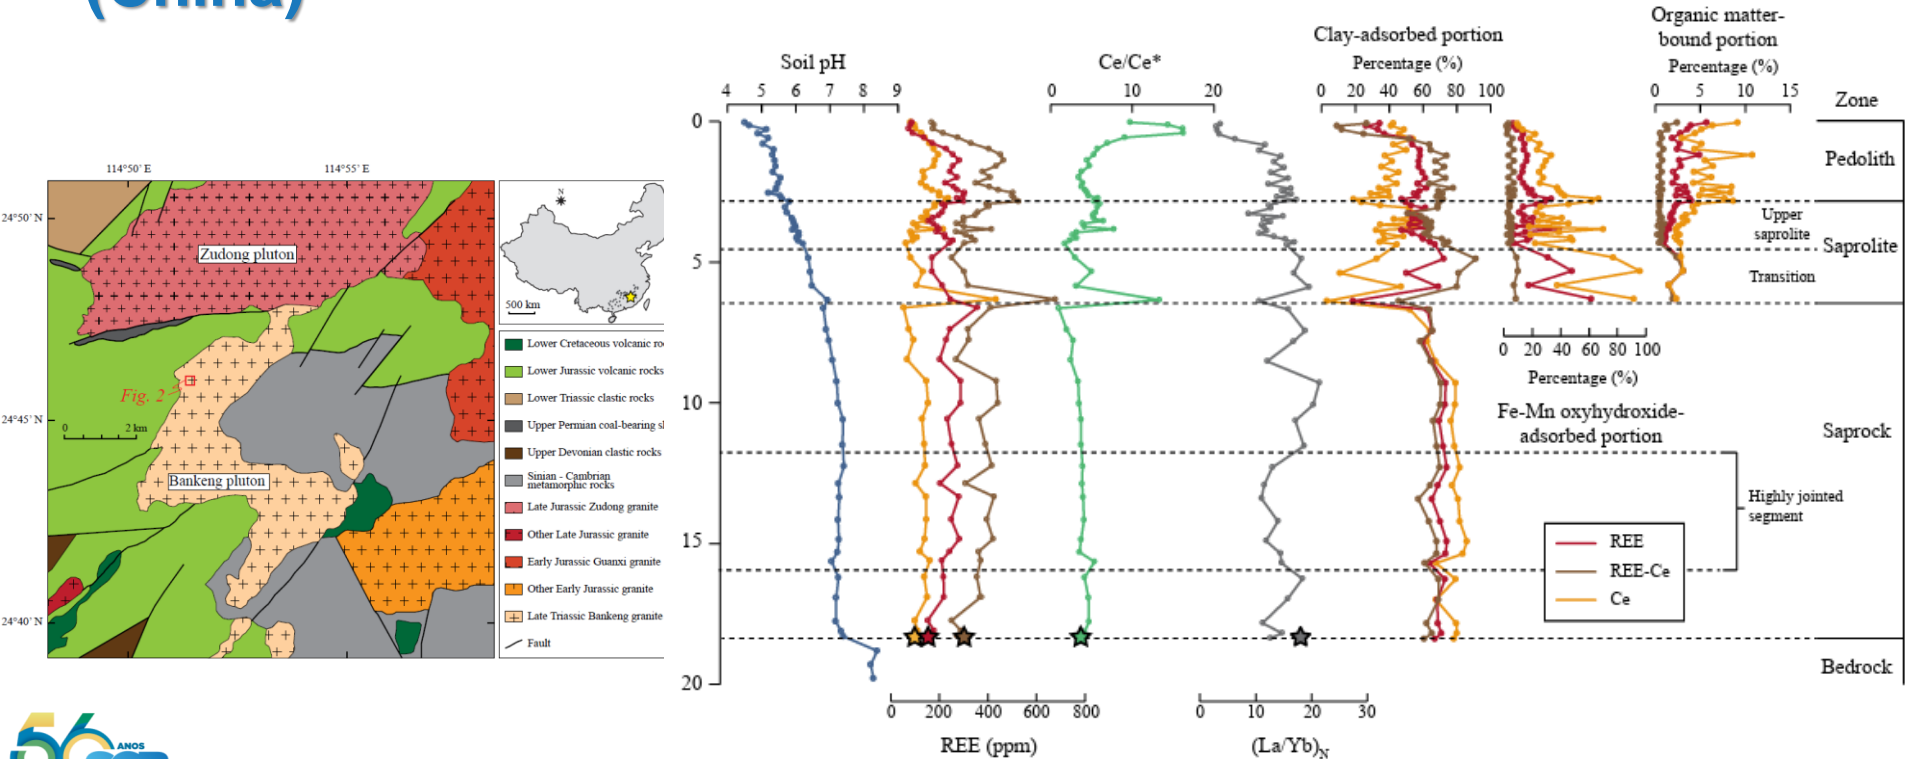 (China)
114°50' E
114°55' E
24°50' N
24°45' N
24°40' N
Zudong pluton
Fig. 2
0 2 km
Bankeng pluton
N
500 km
Lower Cretaceous volcanic ro
Lower Jurassic volcanic rocks
Lower Triassic clastic rocks
Upper Permian coal-bearing sl
Upper Devonian clastic rocks
Sinian - Cambrian
metamorphic rocks
Late Jurassic Zudong granite
Other Late Jurassic granite
Early Jurassic Guanxi granite
Other Early Jurassic granite
Late Triassic Bankeng granite
Fault
Soil pH
4 5 6 7 8 9
Ce/Ce*
0 10 20
Clay-adsorbed portion
Percentage (%)
0 20 40 60 80 100
Organic matter-
bound portion
Percentage (%)
0 5 10 15
Zone
0
5
10
15
20
Pedolith
Upper
saprolite
Saprolite
Transition
0 20 40 60 80 100
Percentage (%)
Fe-Mn oxyhydroxide-
adsorbed portion
Saprock
Highly jointed
segment
REE
REE-Ce
Ce
Bedrock
0 200 400 600 800
REE (ppm)
0 10 20 30
(La/Yb)N
56
ANOS